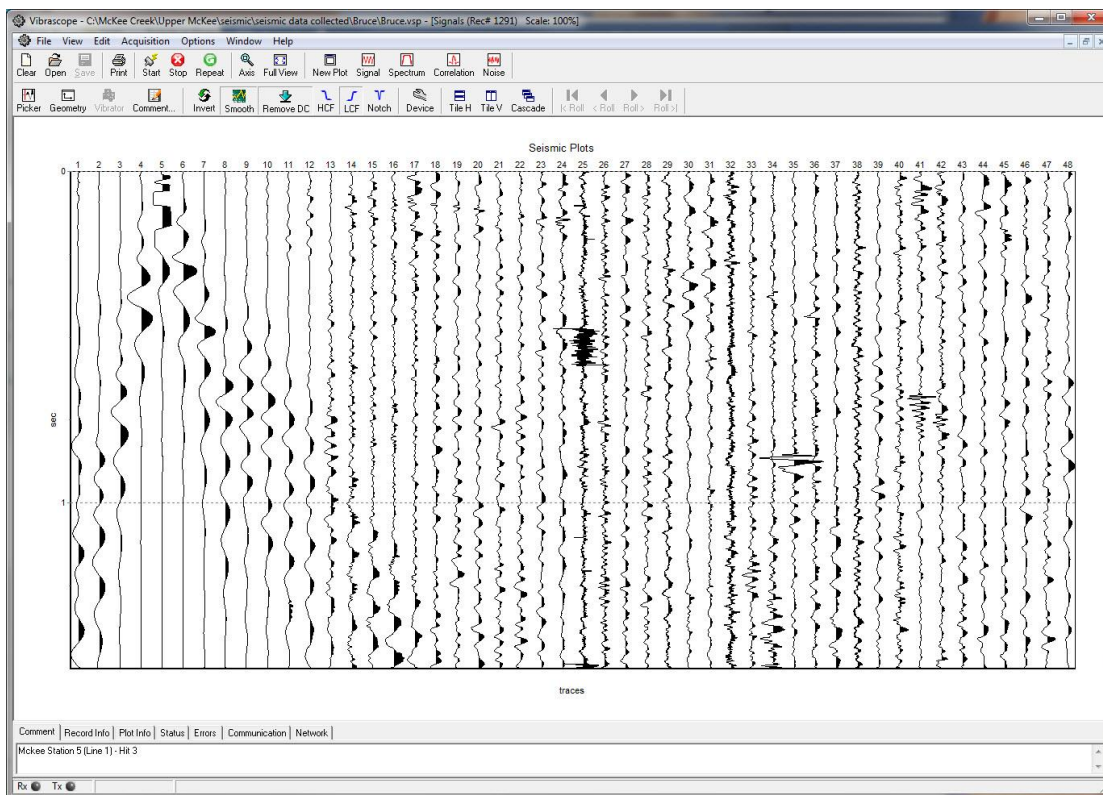 Vibrascope - C:\McKee Creek\Upper McKee\seismic\seismic data collected\Bruce\Bruce.vsp - [Signals (Rec# 1291) Scale: 100%]
File View Edit Acquisition Options Window Help
Clear Open Save Print Start Stop Repeat Axis Full View New Plot Signal Spectrum Correlation Noise
Picker Geometry Vibrator Comment... Invert Smooth Remove DC HCF LCF Notch Device Tile H Tile V Cascade |< Roll < Roll Roll > Roll >|
Seismic Plots
1 2 3 4 5 6 7 8 9 10 11 12 13 14 15 16 17 18 19 20 21 22 23 24 25 26 27 28 29 30 31 32 33 34 35 36 37 38 39 40 41 42 43 44 45 46 47 48
0
sec
1
traces
Comment Record Info Plot Info Status Errors Communication Network
Mckee Station 5 (Line 1) - Hit 3
Rx Tx